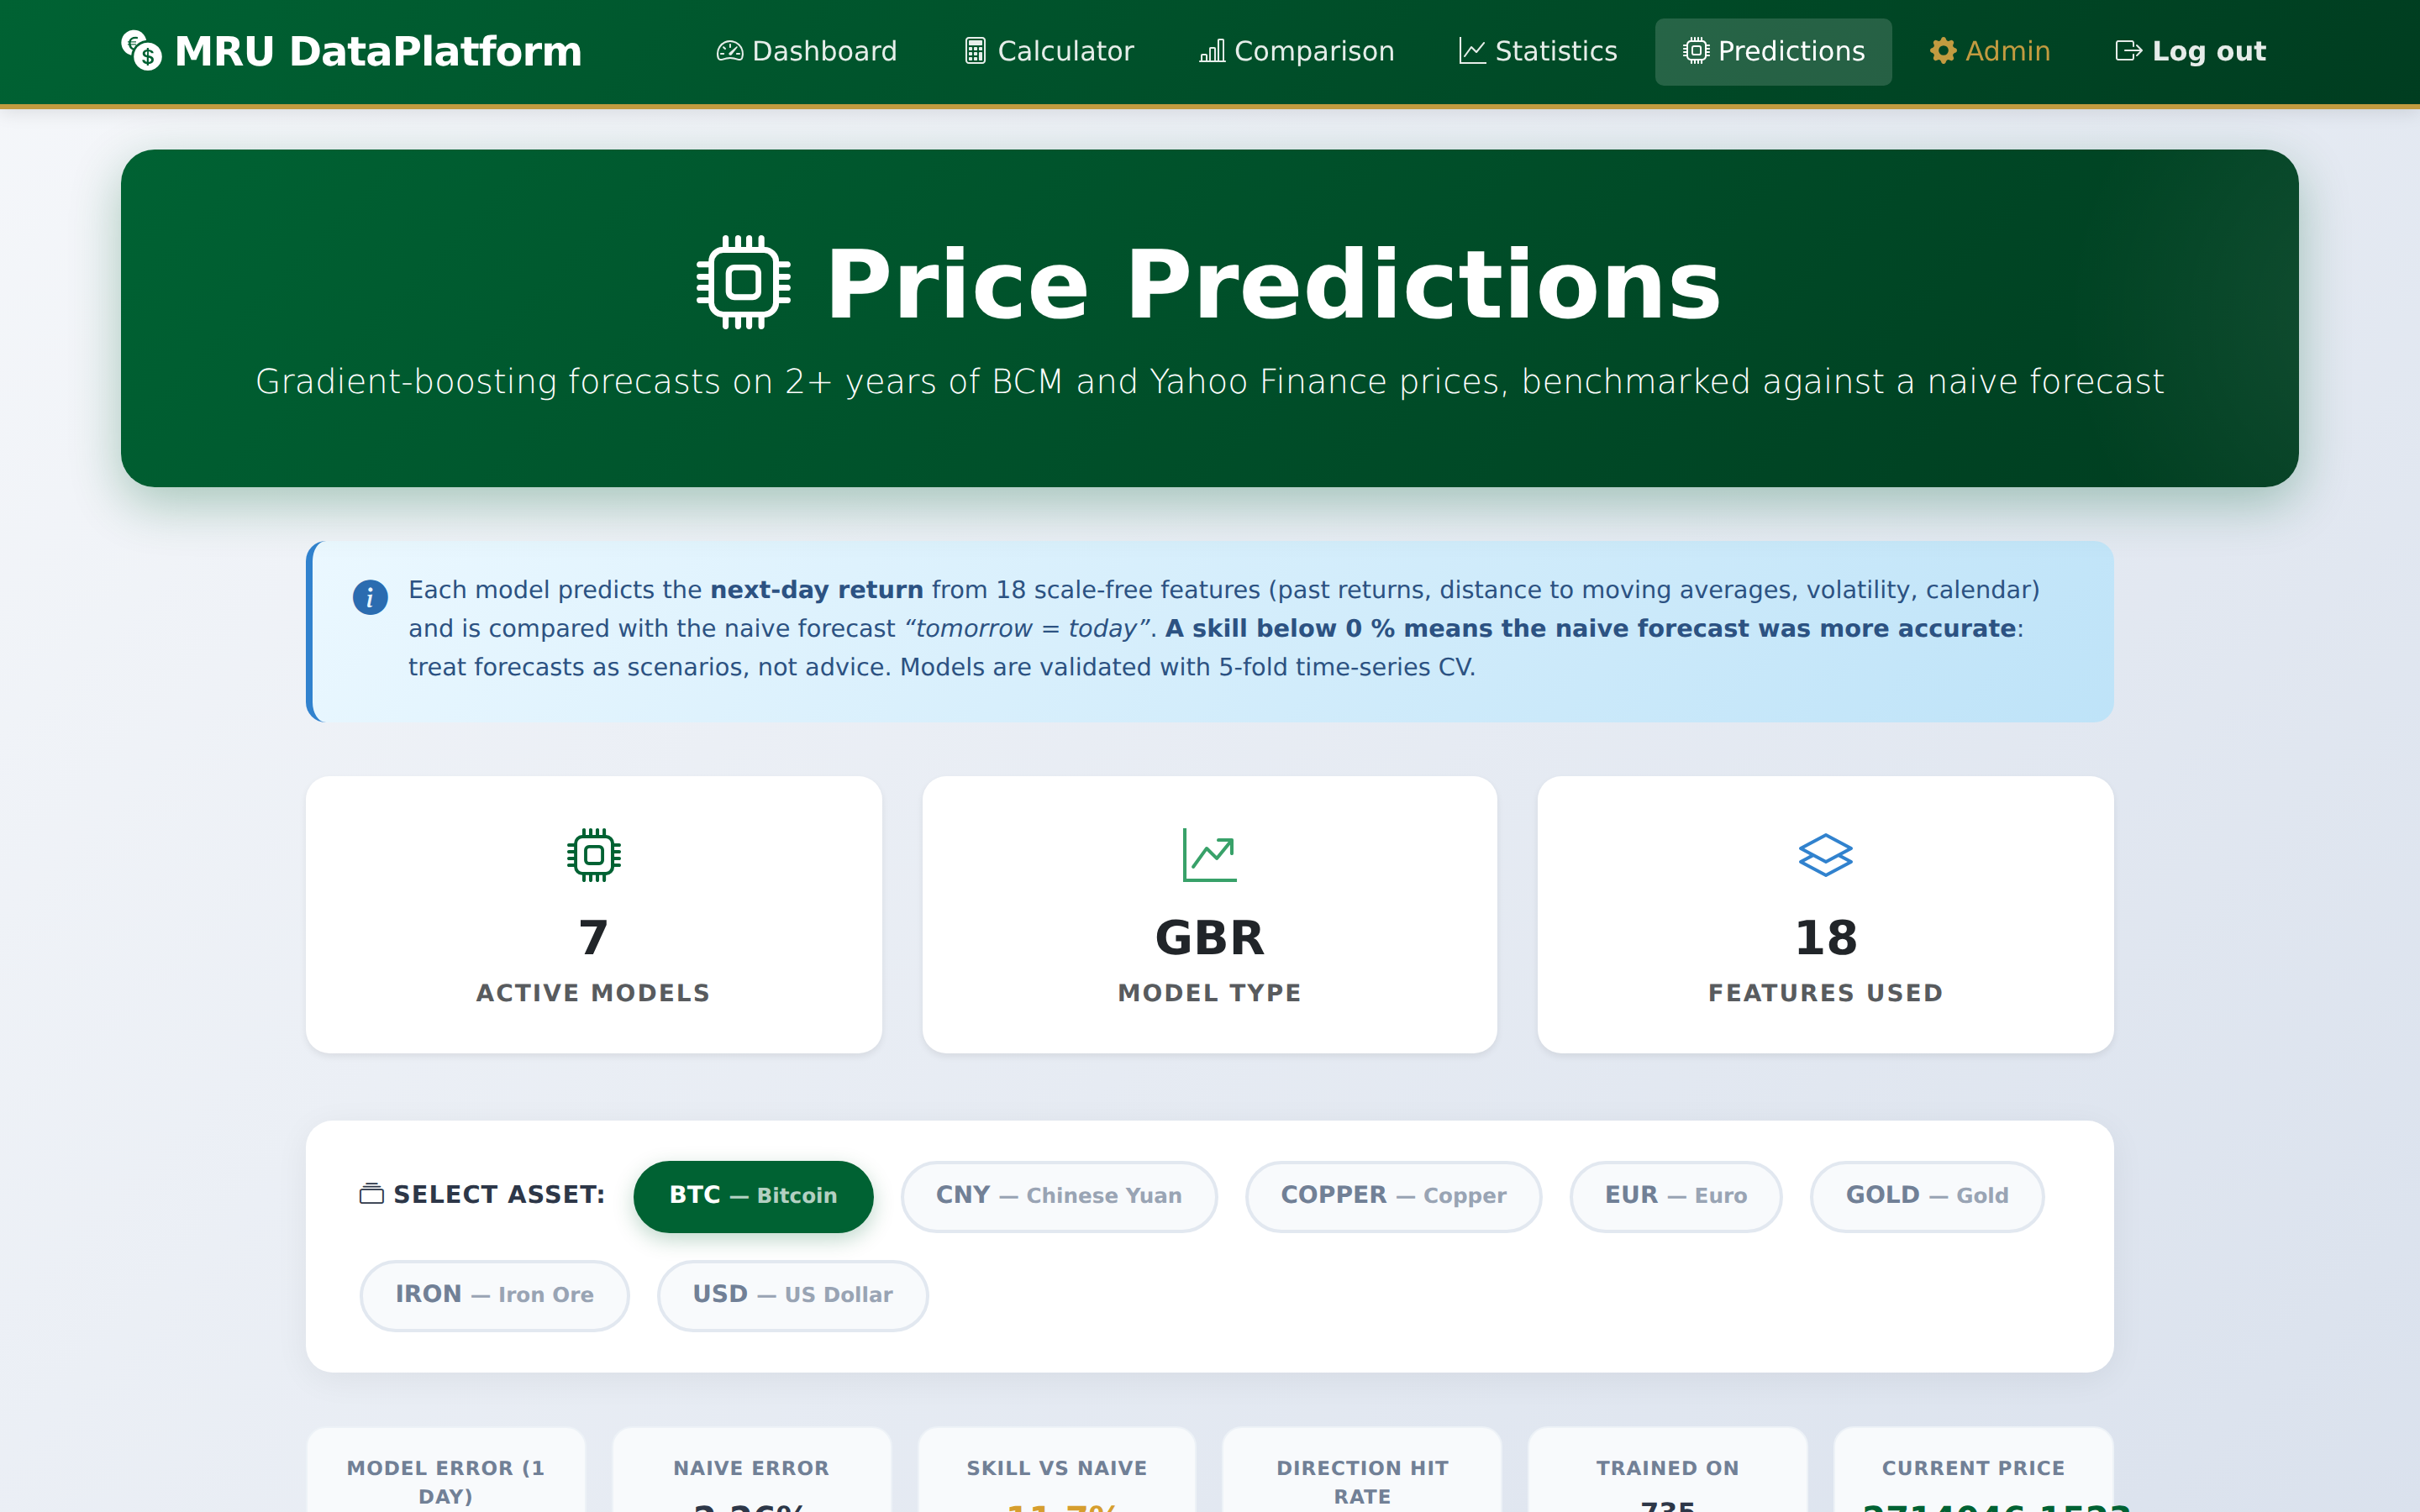 MRU DataPlatform
Dashboard
Calculator
Comparison
Statistics
Predictions
Admin
Log out
Price Predictions
Gradient-boosting forecasts on 2+ years of BCM and Yahoo Finance prices, benchmarked against a naive forecast
Each model predicts the next-day return from 18 scale-free features (past returns, distance to moving averages, volatility, calendar)
and is compared with the naive forecast “tomorrow = today”. A skill below 0 % means the naive forecast was more accurate:
treat forecasts as scenarios, not advice. Models are validated with 5-fold time-series CV.
7
ACTIVE MODELS
GBR
MODEL TYPE
18
FEATURES USED
SELECT ASSET:
BTC — Bitcoin
CNY — Chinese Yuan
COPPER — Copper
EUR — Euro
GOLD — Gold
IRON — Iron Ore
USD — US Dollar
MODEL ERROR (1
DAY)
NAIVE ERROR
SKILL VS NAIVE
DIRECTION HIT
RATE
TRAINED ON
735
CURRENT PRICE